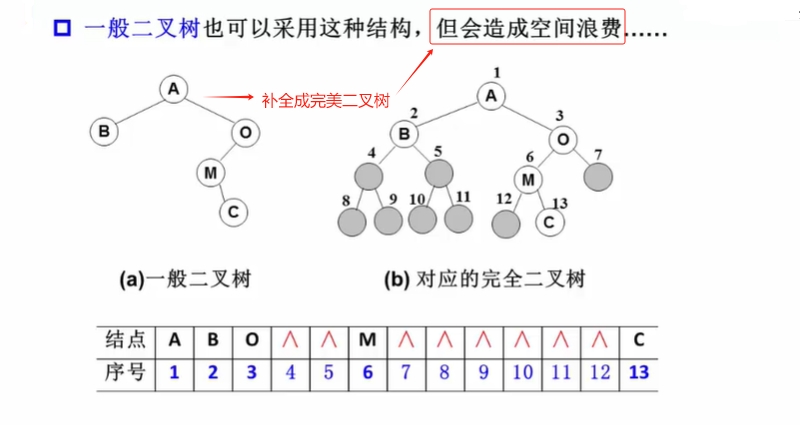 一般二叉树也可以采用这种结构，但会造成空间浪费……
补全成完美二叉树
A
B O
M
C
1
A
2 3
B O
4 5 6 7
M
8 9 10 11 12 13
C
(a)一般二叉树 (b) 对应的完全二叉树
结点 A B O ∧ ∧ M ∧ ∧ ∧ ∧ ∧ ∧ C
序号 1 2 3 4 5 6 7 8 9 10 11 12 13